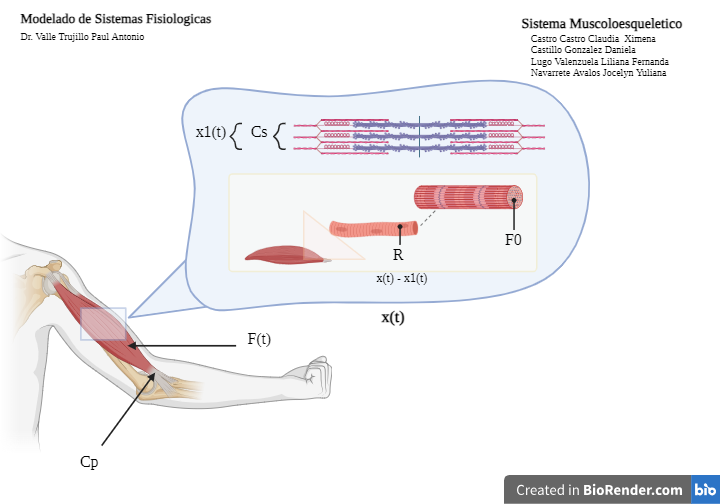 Modelado de Sistemas Fisiologicas
Dr. Valle Trujillo Paul Antonio
Sistema Muscoloesqueletico
Castro Castro Claudia Ximena
Castillo Gonzalez Daniela
Lugo Valenzuela Liliana Fernanda
Navarrete Avalos Jocelyn Yuliana
x1(t) { Cs {
F0
R
x(t) - x1(t)
x(t)
F(t)
Cp
Created in BioRender.com bio